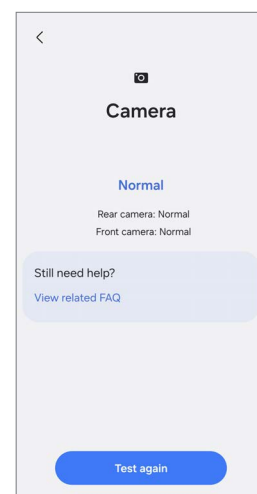 Camera
Normal
Rear camera: Normal
Front camera: Normal
Still need help?
View related FAQ
Test again